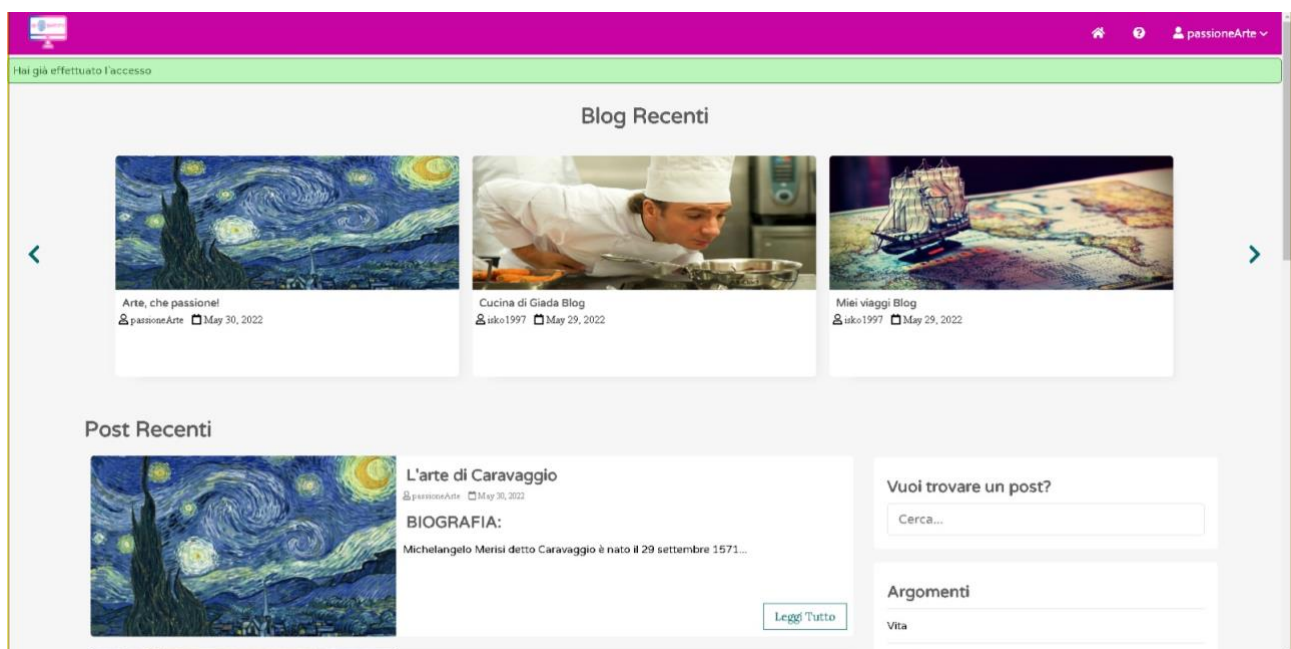 passioneArte
Hai già effettuato l'accesso
Blog Recenti
Arte, che passione!
passioneArte May 30, 2022
Cucina di Giada Blog
isko1997 May 29, 2022
Miei viaggi Blog
isko1997 May 29, 2022
Post Recenti
L'arte di Caravaggio
passioneArte May 30, 2022
BIOGRAFIA:
Michelangelo Merisi detto Caravaggio è nato il 29 settembre 1571...
Leggi Tutto
Vuoi trovare un post?
Cerca...
Argomenti
Vita